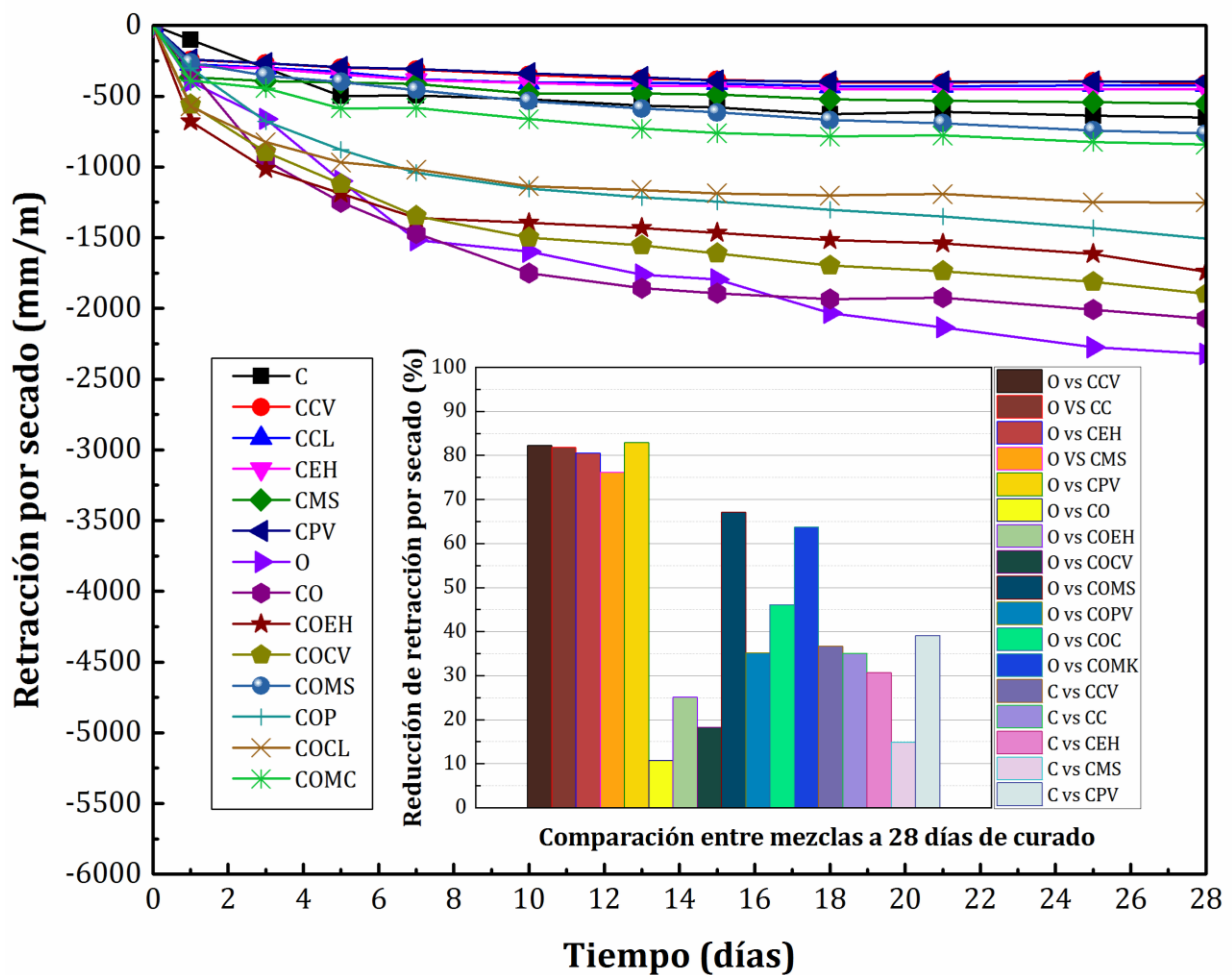 Retracción por secado (mm/m)
0
-500
-1000
-1500
-2000
-2500
-3000
-3500
-4000
-4500
-5000
-5500
-6000
0 2 4 6 8 10 12 14 16 18 20 22 24 26 28
Tiempo (días)
C
CCV
CCL
CEH
CMS
CPV
O
CO
COEH
COCV
COMS
COP
COCL
COMC
Reducción de retracción por secado (%)
100
90
80
70
60
50
40
30
20
10
0
Comparación entre mezclas a 28 días de curado
O vs CCV
O VS CC
O vs CEH
O VS CMS
O vs CPV
O vs CO
O vs COEH
O vs COCV
O vs COMS
O vs COPV
O vs COC
O vs COMK
C vs CCV
C vs CC
C vs CEH
C vs CMS
C vs CPV